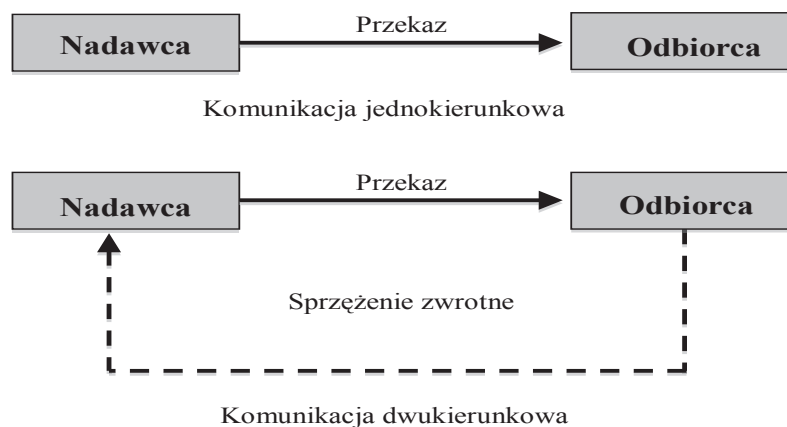 Przekaz
Nadawca
Odbiorca
Komunikacja jednokierunkowa
Przekaz
Nadawca
Odbiorca
Sprzężenie zwrotne
Komunikacja dwukierunkowa